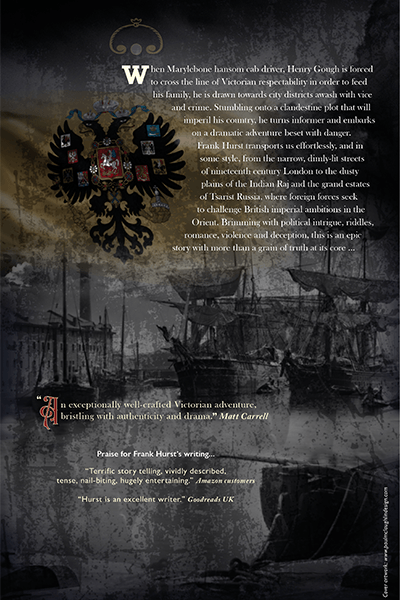 When Marylebone hansom cab driver, Henry Gough is forced
to cross the line of Victorian respectability in order to feed
his family, he is drawn towards city districts awash with vice
and crime. Stumbling onto a clandestine plot that will
imperil his country, he turns informer and embarks
on a dramatic adventure beset with danger.
Frank Hurst transports us effortlessly, and in
some style, from the narrow, dimly-lit streets
of nineteenth century London to the dusty
plains of the Indian Raj and the grand estates
of Tsarist Russia, where foreign forces seek
to challenge British imperial ambitions in the
Orient. Brimming with political intrigue, riddles,
romance, violence and deception, this is an epic
story with more than a grain of truth at its core ...
“An exceptionally well-crafted Victorian adventure,
bristling with authenticity and drama.” Matt Carrell
Praise for Frank Hurst's writing...
“Terrific story telling, vividly described,
tense, nail-biting, hugely entertaining.” Amazon customers
“Hurst is an excellent writer.” Goodreads UK
Cover artwork: www.paulmcloughlindesign.com